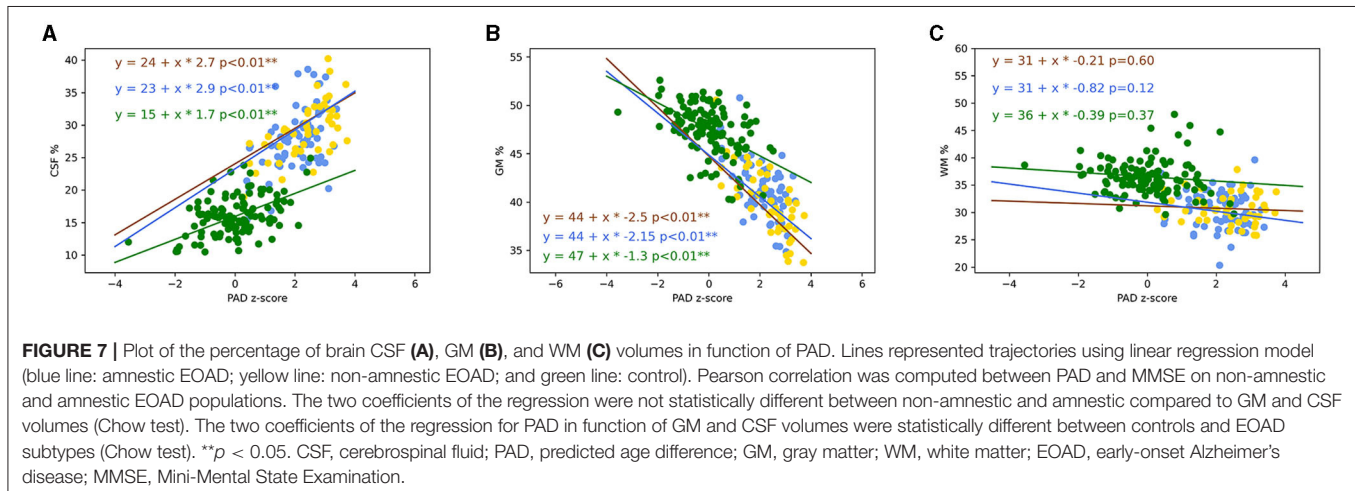 A
y = 24 + x * 2.7 p<0.01**
y = 23 + x * 2.9 p<0.01**
y = 15 + x * 1.7 p<0.01**
CSF %
40
35
30
25
20
15
10
−4 −2 0 2 4 6
PAD z-score
B
y = 44 + x * -2.5 p<0.01**
y = 44 + x * -2.15 p<0.01**
y = 47 + x * -1.3 p<0.01**
GM %
55
50
45
40
35
−6 −4 −2 0 2 4 6
PAD z-score
C
y = 31 + x * -0.21 p=0.60
y = 31 + x * -0.82 p=0.12
y = 36 + x * -0.39 p=0.37
WM %
60
55
50
45
40
35
30
25
20
−4 −2 0 2 4
PAD z-score
FIGURE 7 | Plot of the percentage of brain CSF (A), GM (B), and WM (C) volumes in function of PAD. Lines represented trajectories using linear regression model
(blue line: amnestic EOAD; yellow line: non-amnestic EOAD; and green line: control). Pearson correlation was computed between PAD and MMSE on non-amnestic
and amnestic EOAD populations. The two coefficients of the regression were not statistically different between non-amnestic and amnestic compared to GM and CSF
volumes (Chow test). The two coefficients of the regression for PAD in function of GM and CSF volumes were statistically different between controls and EOAD
subtypes (Chow test). **p < 0.05. CSF, cerebrospinal fluid; PAD, predicted age difference; GM, gray matter; WM, white matter; EOAD, early-onset Alzheimer's
disease; MMSE, Mini-Mental State Examination.